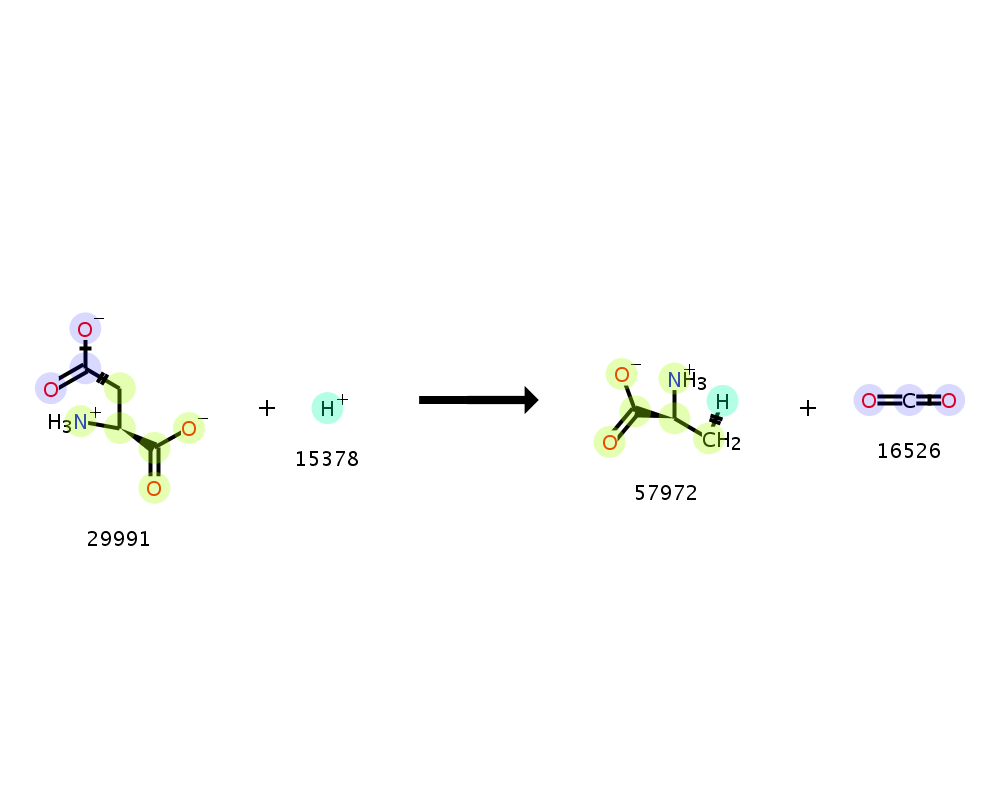 O−
O
H3N+
O−
O
29991
+
H+
15378
O−
NH3+
H
O
CH2
57972
+
O C O
16526